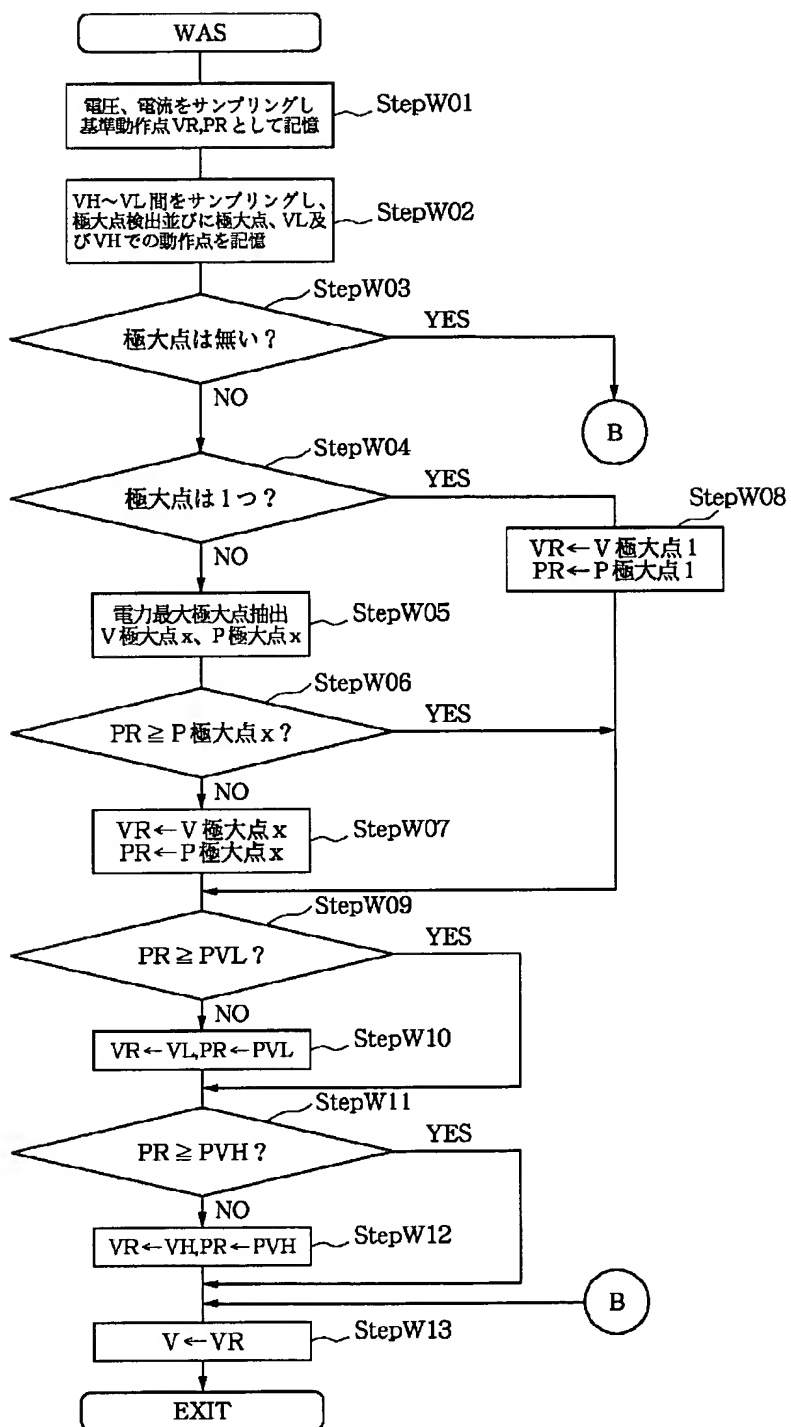 WAS
電圧、電流をサンプリングし
基準動作点VR,PRとして記憶
StepW01
VH～VL間をサンプリングし、
極大点検出並びに極大点、VL及
びVHでの動作点を記憶
StepW02
StepW03
極大点は無い？
YES
NO
B
StepW04
極大点は1つ？
YES
NO
StepW08
VR←V極大点1
PR←P極大点1
電力最大極大点抽出
V極大点x、P極大点x
StepW05
StepW06
PR≧P極大点x？
YES
NO
VR←V極大点x
PR←P極大点x
StepW07
StepW09
PR≧PVL？
YES
NO
VR←VL,PR←PVL
StepW10
StepW11
PR≧PVH？
YES
NO
VR←VH,PR←PVH
StepW12
B
V←VR
StepW13
EXIT